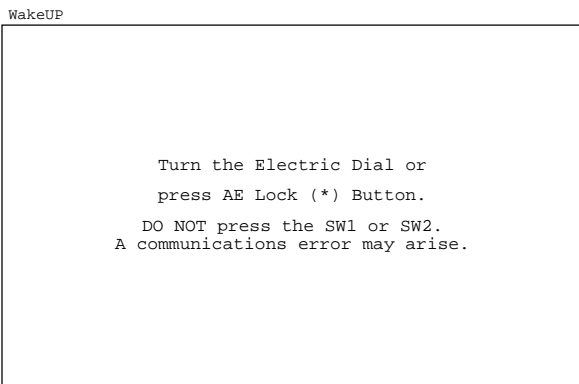 WakeUP
Turn the Electric Dial or
press AE Lock (*) Button.
DO NOT press the SW1 or SW2.
A communications error may arise.